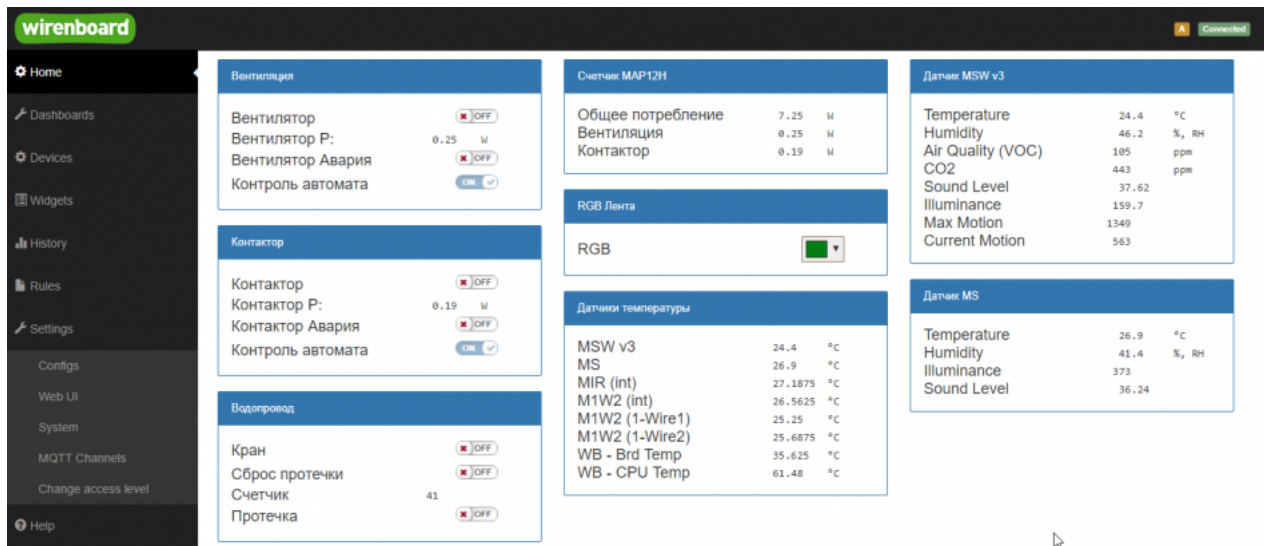 wirenboard
A Connected
Home
Dashboards
Devices
Widgets
History
Rules
Settings
Configs
Web UI
System
MQTT Channels
Change access level
Help
Вентиляция
Вентилятор OFF
Вентилятор P: 0.25 W
Вентилятор Авария OFF
Контроль автомата ON
Контактор
Контактор OFF
Контактор P: 0.19 W
Контактор Авария OFF
Контроль автомата ON
Водопровод
Кран OFF
Сброс протечки OFF
Счетчик 41
Протечка OFF
Счетчик MAP12H
Общее потребление 7.25 W
Вентиляция 0.25 W
Контактор 0.19 W
RGB Лента
RGB
Датчики температуры
MSW v3 24.4 °C
MS 26.9 °C
MIR (int) 27.1875 °C
M1W2 (int) 26.5625 °C
M1W2 (1-Wire1) 25.25 °C
M1W2 (1-Wire2) 25.6875 °C
WB - Brd Temp 35.625 °C
WB - CPU Temp 61.48 °C
Датчик MSW v3
Temperature 24.4 °C
Humidity 46.2 %, RH
Air Quality (VOC) 105 ppm
CO2 443 ppm
Sound Level 37.62
Illuminance 159.7
Max Motion 1349
Current Motion 563
Датчик MS
Temperature 26.9 °C
Humidity 41.4 %, RH
Illuminance 373
Sound Level 36.24